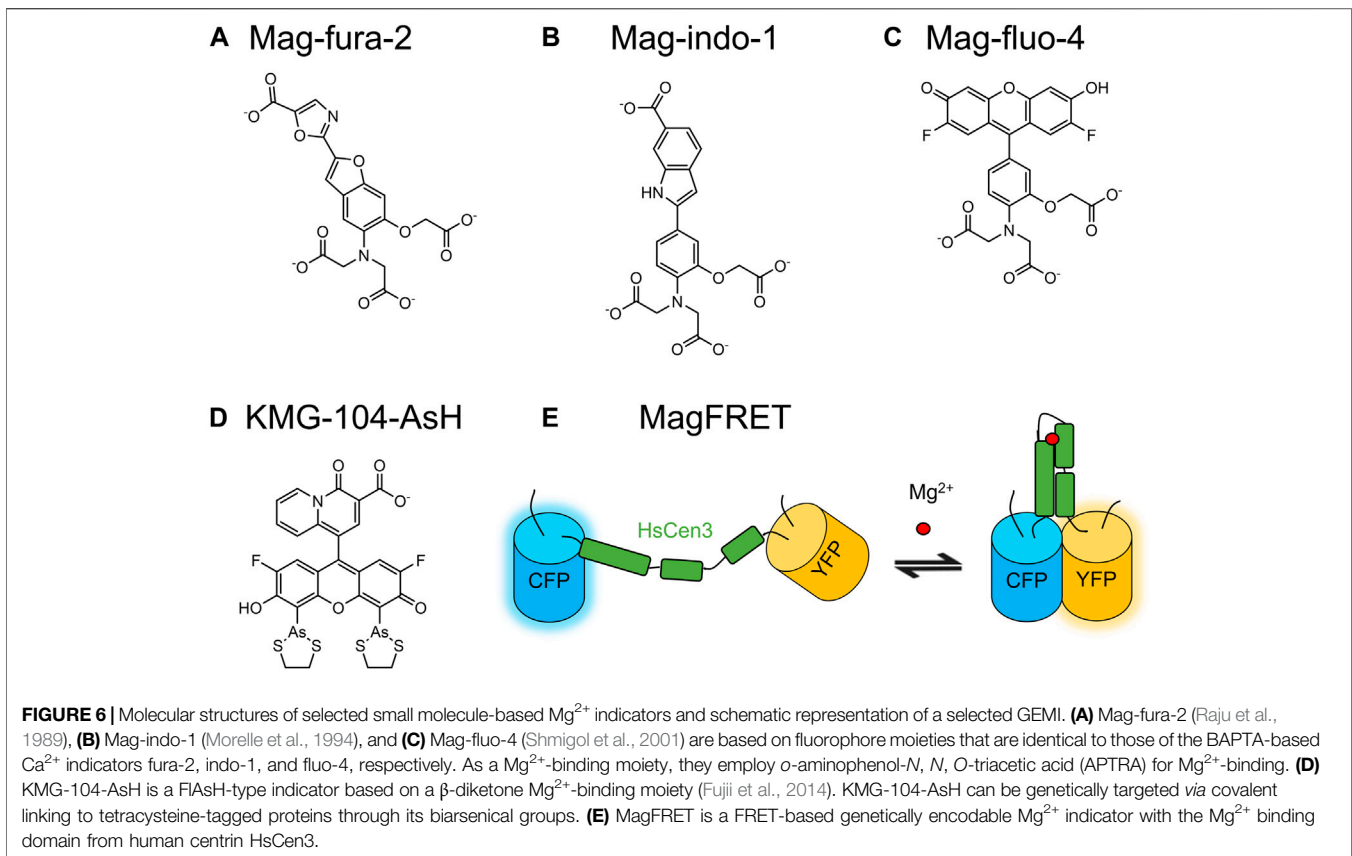 A Mag-fura-2
B Mag-indo-1
C Mag-fluo-4
O
⁻O
O
N
O
O
O
O⁻
O
N
O
⁻O
O
O⁻
O
⁻O
HN
O
O⁻
O
N
O
⁻O
O
O⁻
O
O
OH
F
F
O
O⁻
O
N
O
⁻O
O
O⁻
D KMG-104-AsH
E MagFRET
O
O
N
O⁻
F
F
HO
O
O
As
As
S
S
S
S
HsCen3
CFP
YFP
Mg²⁺
CFP
YFP
FIGURE 6 | Molecular structures of selected small molecule-based Mg²⁺ indicators and schematic representation of a selected GEMI. (A) Mag-fura-2 (Raju et al.,
1989), (B) Mag-indo-1 (Morelle et al., 1994), and (C) Mag-fluo-4 (Shmigol et al., 2001) are based on fluorophore moieties that are identical to those of the BAPTA-based
Ca²⁺ indicators fura-2, indo-1, and fluo-4, respectively. As a Mg²⁺-binding moiety, they employ o-aminophenol-N, N, O-triacetic acid (APTRA) for Mg²⁺-binding. (D)
KMG-104-AsH is a FlAsH-type indicator based on a β-diketone Mg²⁺-binding moiety (Fujii et al., 2014). KMG-104-AsH can be genetically targeted via covalent
linking to tetracysteine-tagged proteins through its biarsenical groups. (E) MagFRET is a FRET-based genetically encodable Mg²⁺ indicator with the Mg²⁺ binding
domain from human centrin HsCen3.